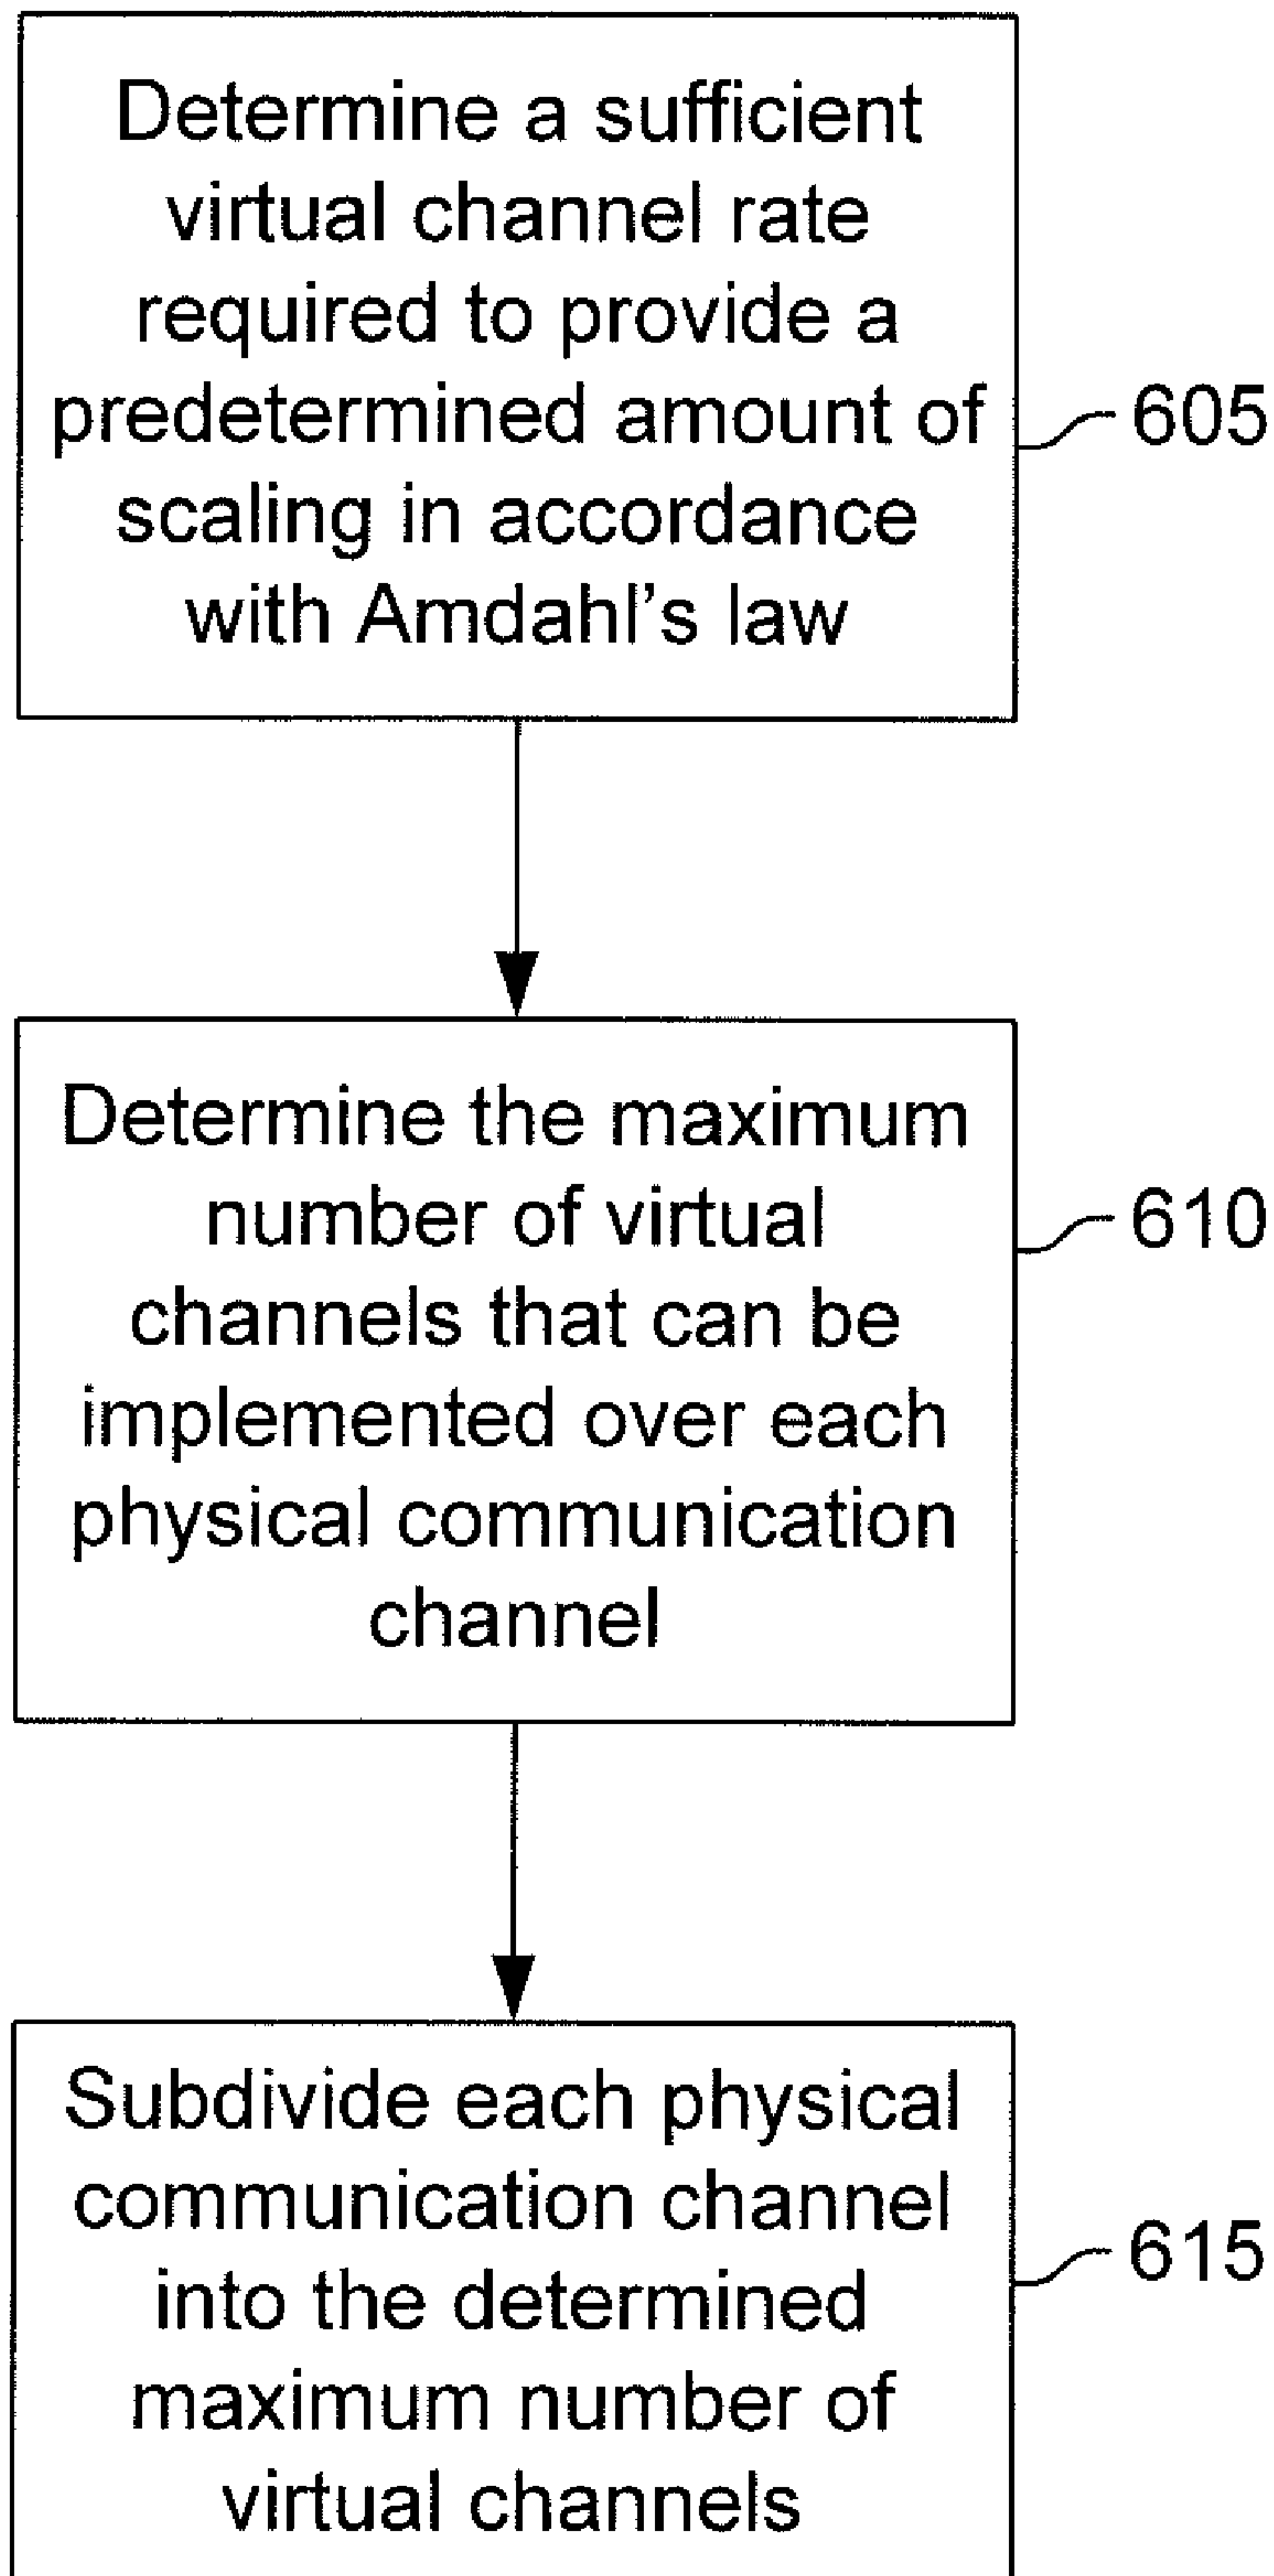 Determine a sufficient
virtual channel rate
required to provide a
predetermined amount of
scaling in accordance
with Amdahl's law
605
Determine the maximum
number of virtual
channels that can be
implemented over each
physical communication
channel
610
Subdivide each physical
communication channel
into the determined
maximum number of
virtual channels
615